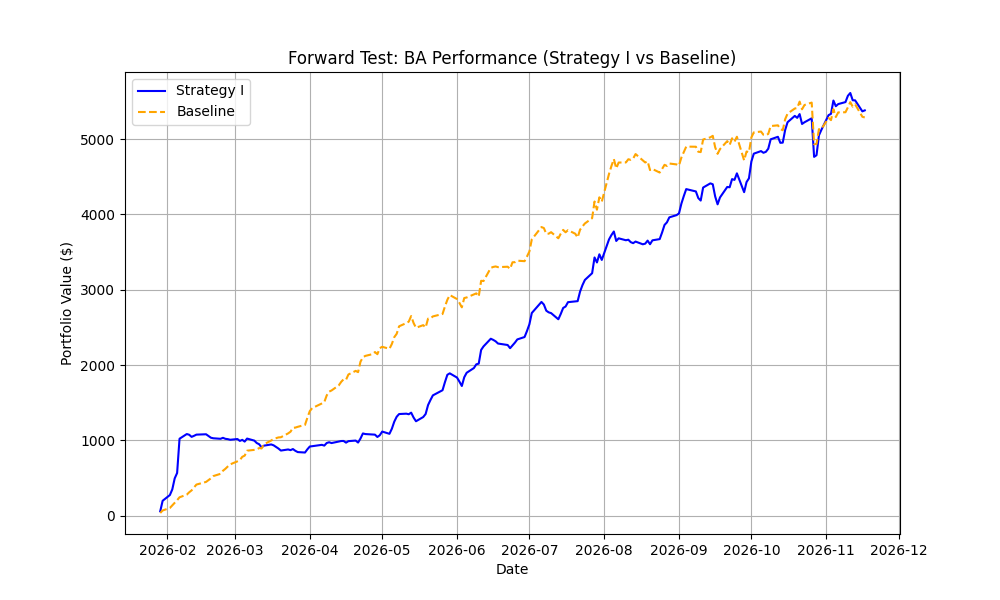 Forward Test: BA Performance (Strategy I vs Baseline)
Strategy I
Baseline
Portfolio Value ($)
5000
4000
3000
2000
1000
0
2026-02 2026-03 2026-04 2026-05 2026-06 2026-07 2026-08 2026-09 2026-10 2026-11 2026-12
Date